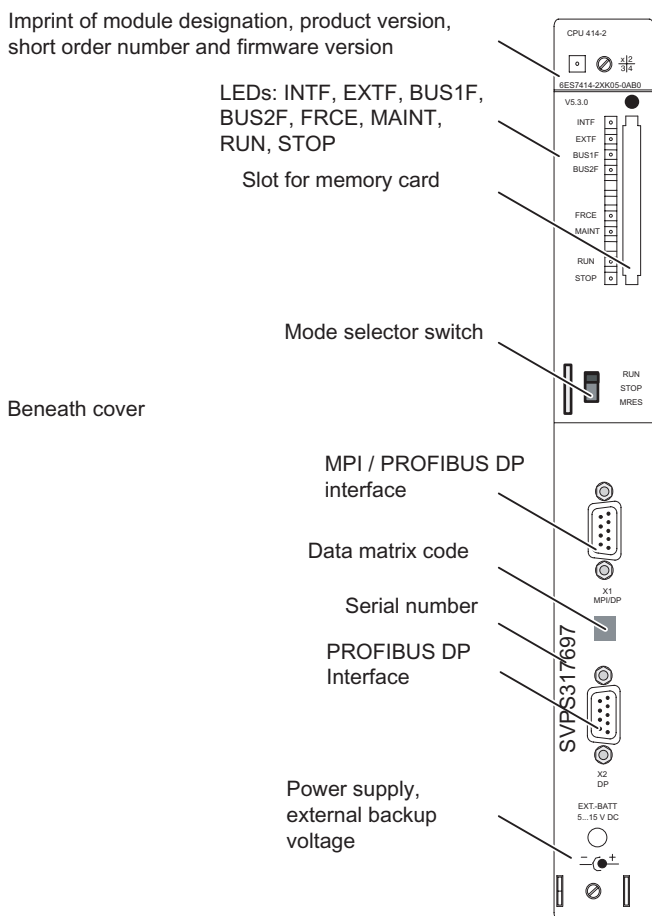 Imprint of module designation, product version,
short order number and firmware version
CPU 414-2
x 2
3 4
6ES7414-2XK05-0AB0
LEDs: INTF, EXTF, BUS1F,
BUS2F, FRCE, MAINT,
RUN, STOP
V5.3.0
INTF
EXTF
BUS1F
BUS2F
FRCE
MAINT
RUN
STOP
Slot for memory card
Mode selector switch
RUN
STOP
MRES
Beneath cover
MPI / PROFIBUS DP
interface
X1
MPI/DP
Data matrix code
Serial number
SVPS317697
PROFIBUS DP
Interface
X2
DP
Power supply,
external backup
voltage
EXT.-BATT
5...15 V DC
− +